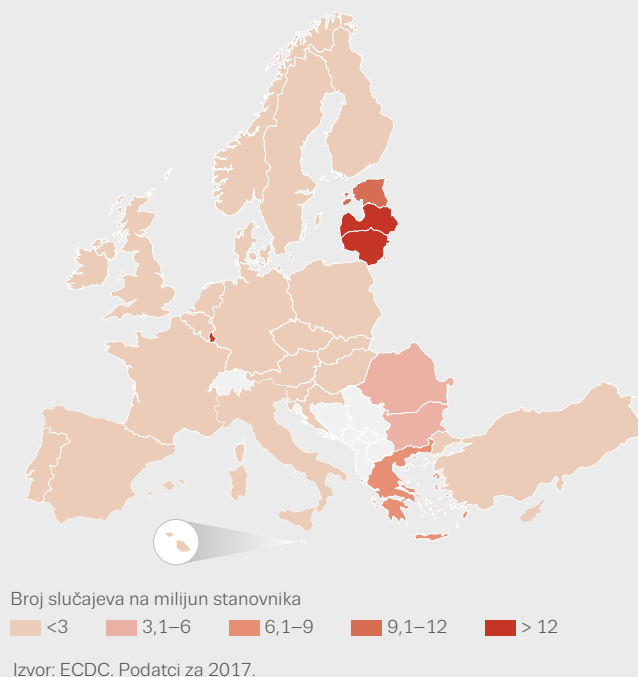 Broj slučajeva na milijun stanovnika
<3 3,1–6 6,1–9 9,1–12 > 12
Izvor: ECDC. Podatci za 2017.